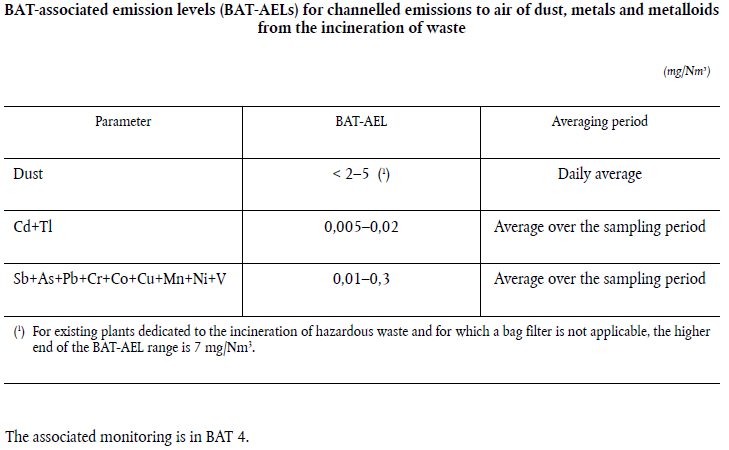 BAT-associated emission levels (BAT-AELs) for channelled emissions to air of dust, metals and metalloids
from the incineration of waste
(mg/Nm³)
Parameter BAT-AEL Averaging period
Dust < 2–5 (¹) Daily average
Cd+Tl 0,005–0,02 Average over the sampling period
Sb+As+Pb+Cr+Co+Cu+Mn+Ni+V 0,01–0,3 Average over the sampling period
(¹) For existing plants dedicated to the incineration of hazardous waste and for which a bag filter is not applicable, the higher
end of the BAT-AEL range is 7 mg/Nm³.
The associated monitoring is in BAT 4.